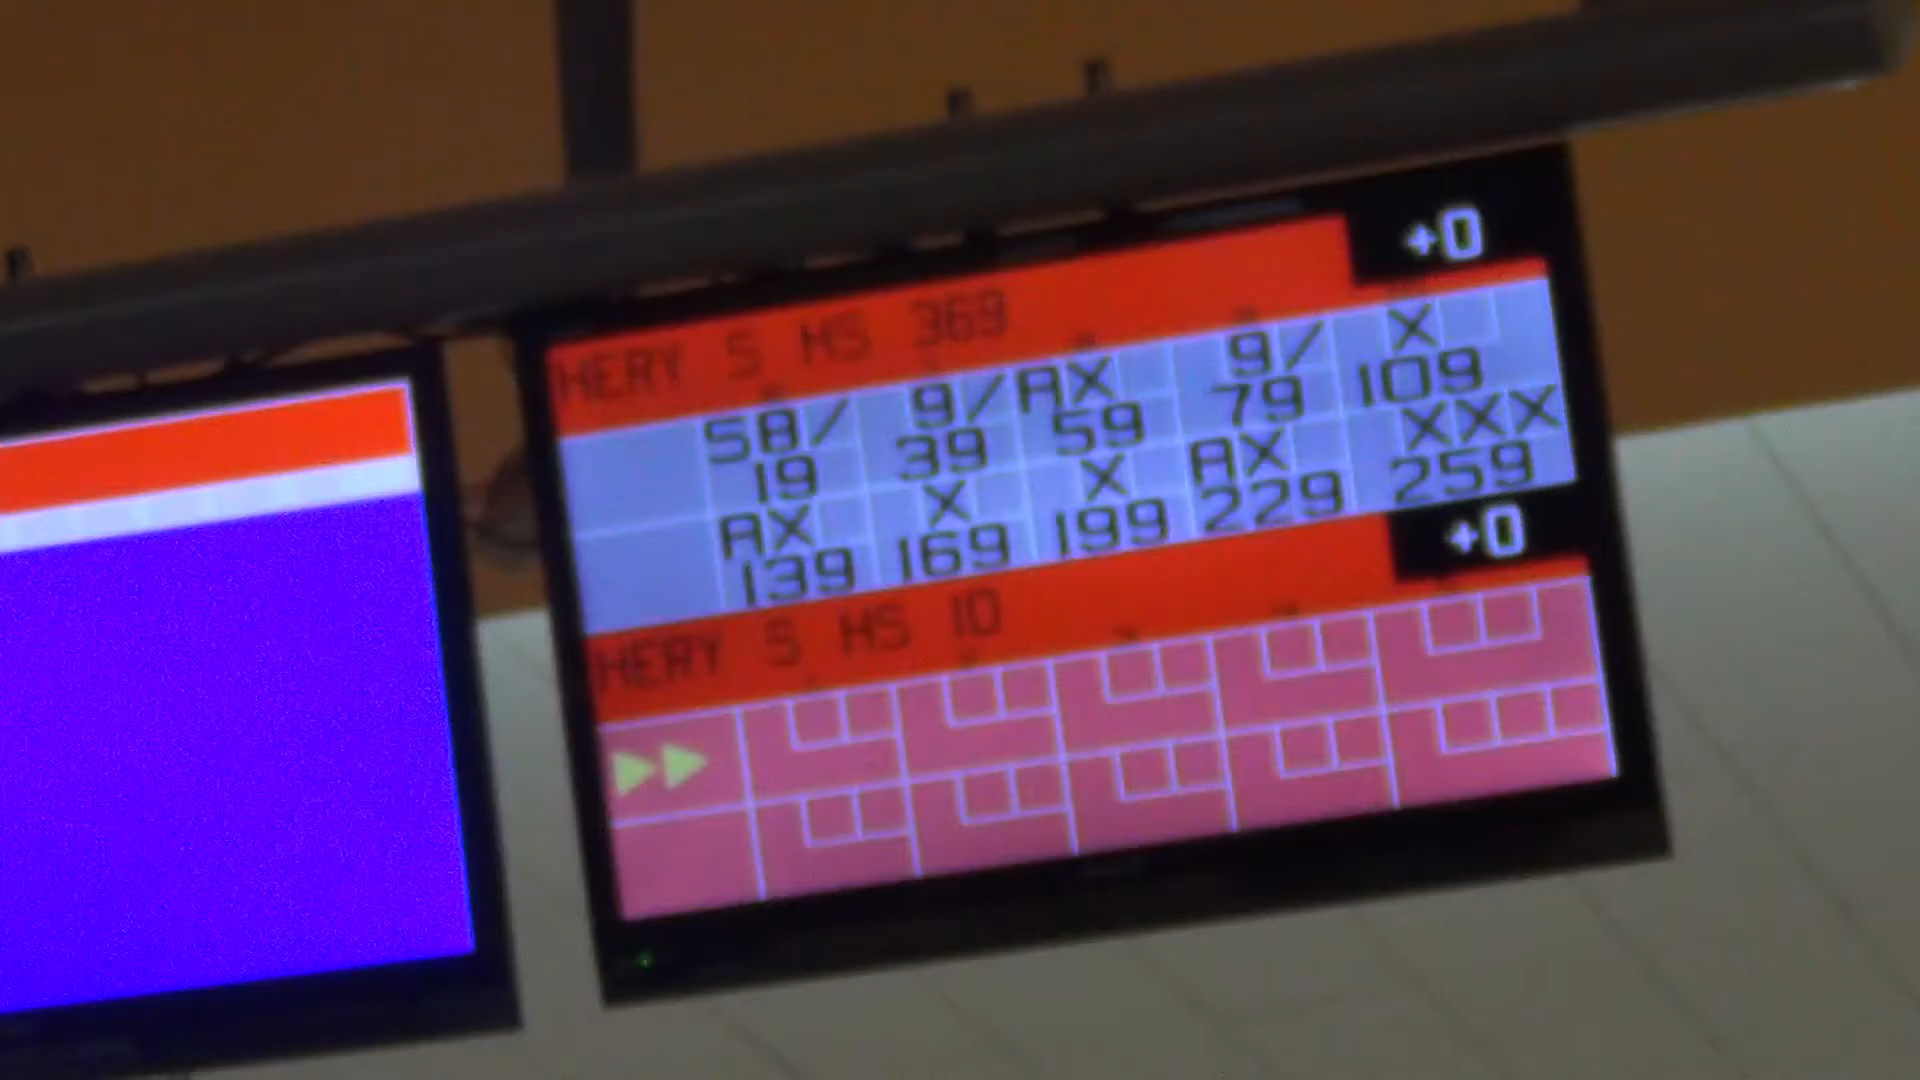 +0
HERY S HS 369
S8/ 9/ AX 9/ X
19 39 59 79 109
AX X X AX XXX
139 169 199 229 259
+0
HERY S HS 10